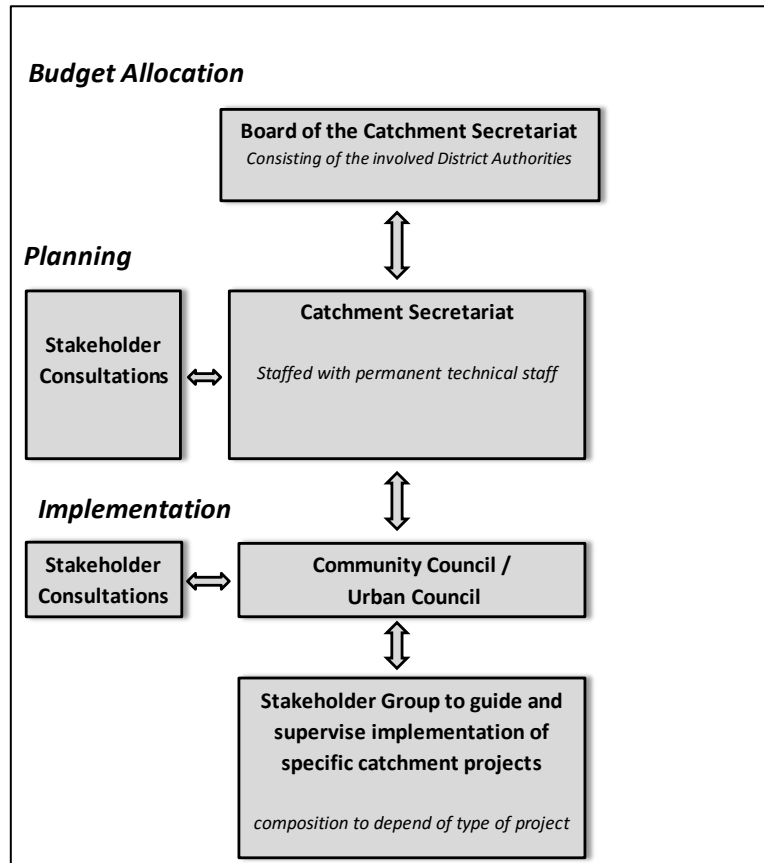 Budget Allocation
Board of the Catchment Secretariat
Consisting of the involved District Authorities
Planning
Stakeholder
Consultations
Catchment Secretariat
Staffed with permanent technical staff
Implementation
Stakeholder
Consultations
Community Council /
Urban Council
Stakeholder Group to guide and
supervise implementation of
specific catchment projects
composition to depend of type of project